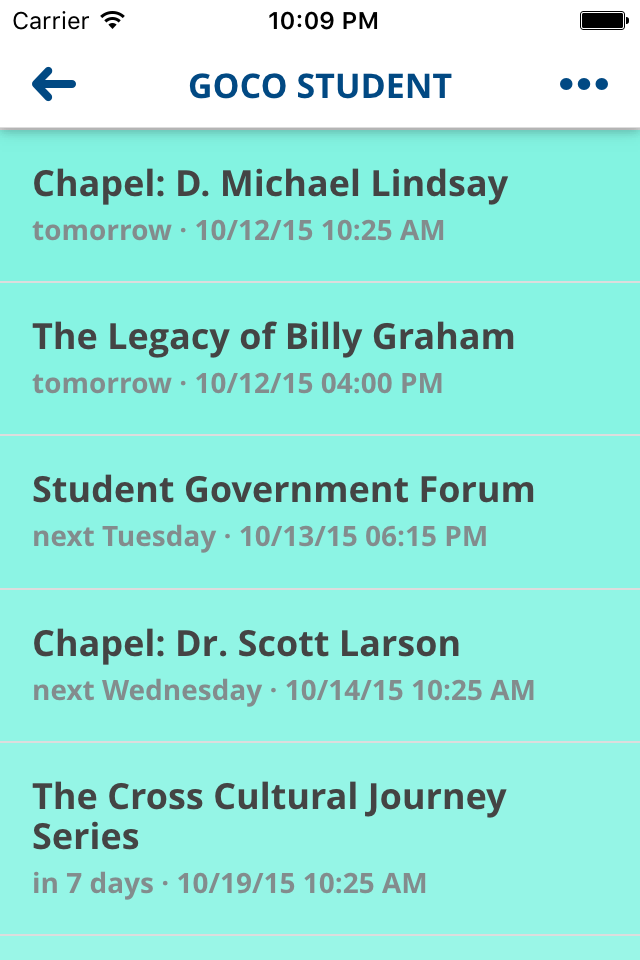 Carrier 10:09 PM
GOCO STUDENT
Chapel: D. Michael Lindsay
tomorrow · 10/12/15 10:25 AM
The Legacy of Billy Graham
tomorrow · 10/12/15 04:00 PM
Student Government Forum
next Tuesday · 10/13/15 06:15 PM
Chapel: Dr. Scott Larson
next Wednesday · 10/14/15 10:25 AM
The Cross Cultural Journey
Series
in 7 days · 10/19/15 10:25 AM